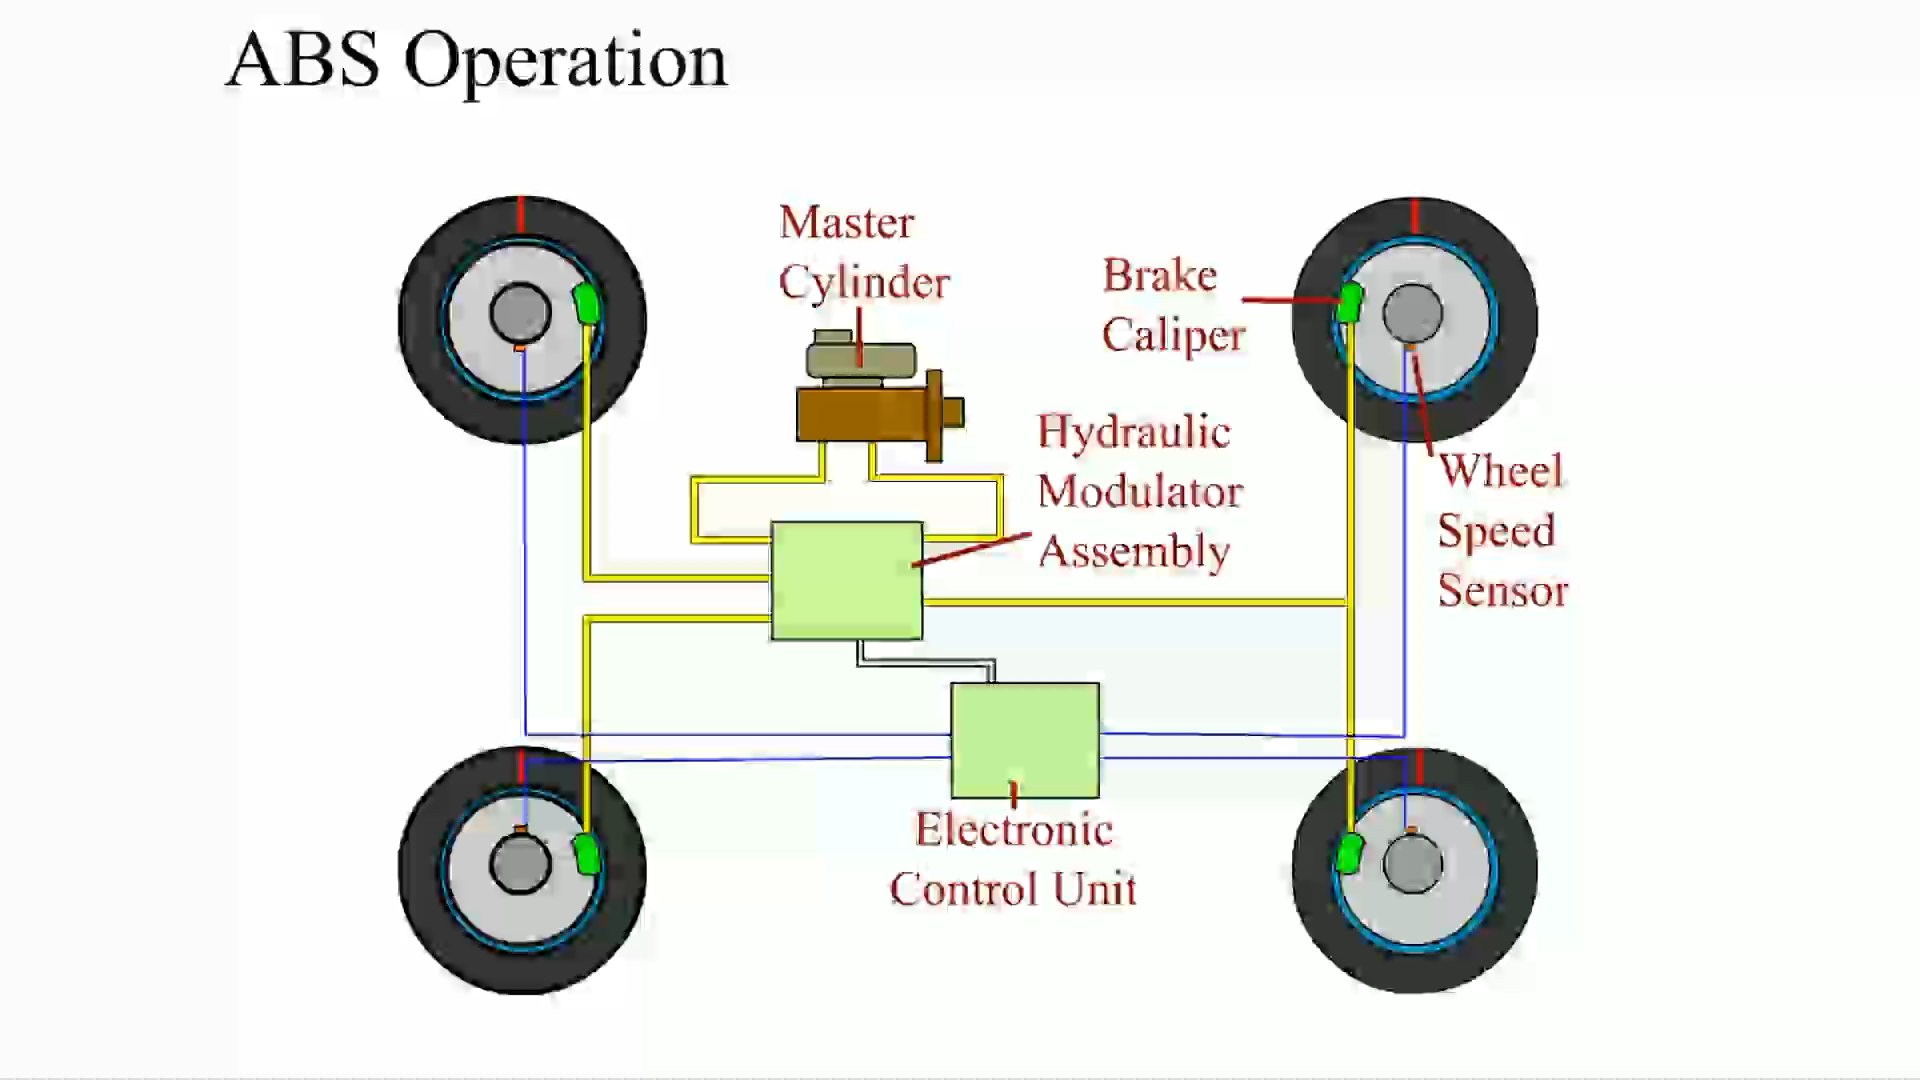 ABS Operation
Master
Cylinder
Brake
Caliper
Hydraulic
Modulator
Assembly
Wheel
Speed
Sensor
Electronic
Control Unit